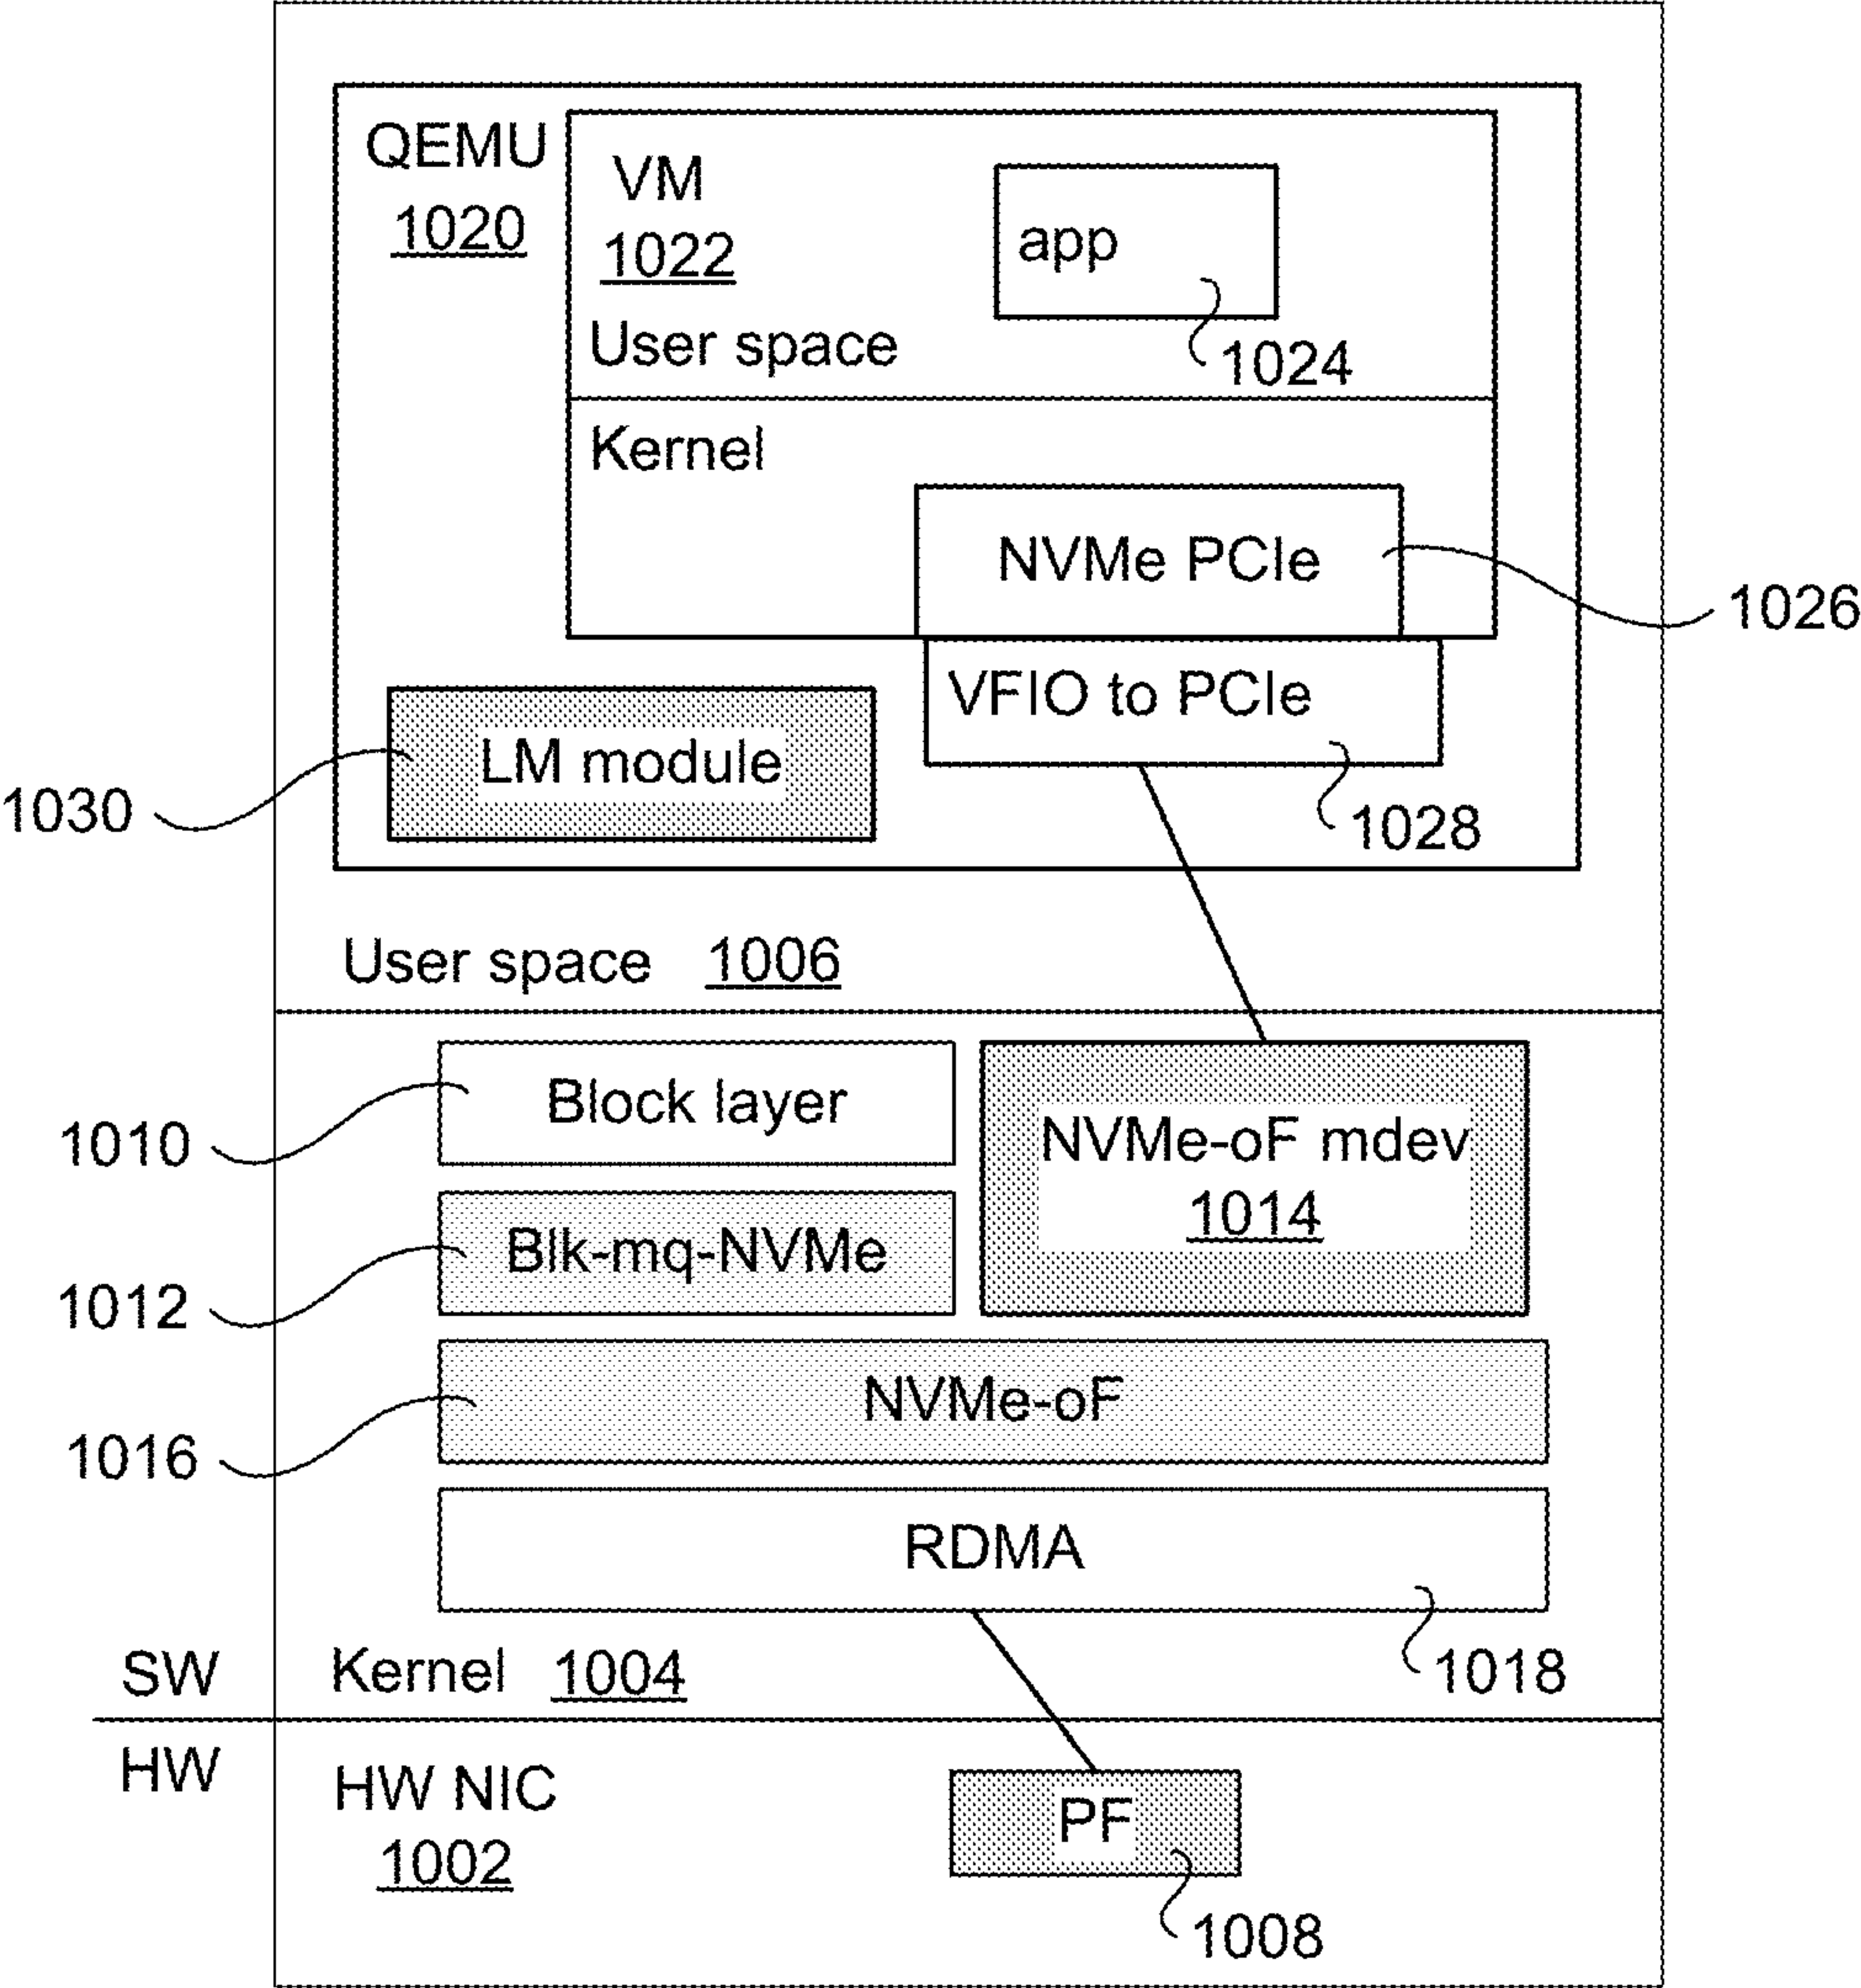 QEMU
1020
VM
1022
app
1024
User space
Kernel
NVMe PCIe
1026
VFIO to PCIe
1028
LM module
1030
User space 1006
Block layer
1010
NVMe-oF mdev
1014
Blk-mq-NVMe
1012
NVMe-oF
1016
RDMA
1018
SW
Kernel 1004
HW
HW NIC
1002
PF
1008